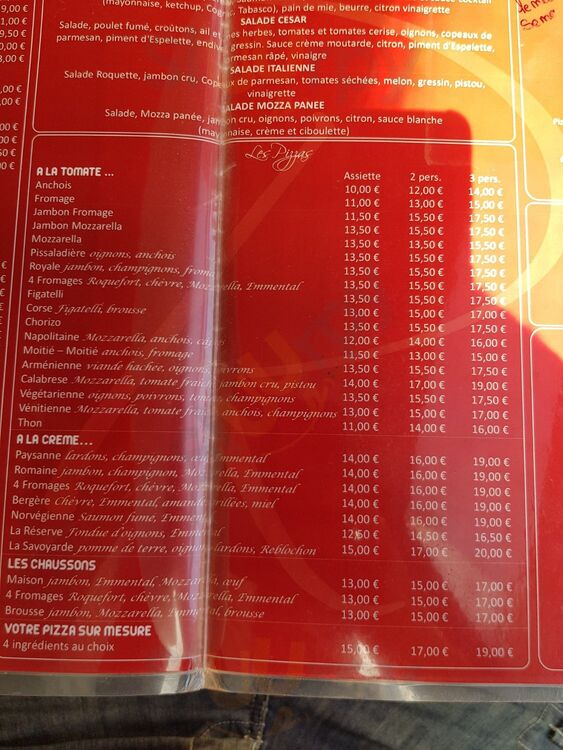 (mayonnaise, ketchup, Cognac, Tabasco), pain de mie, beurre, citron vinaigrette
SALADE CESAR
Salade, poulet fumé, croûtons, ail et fines herbes, tomates et tomates cerise, oignons, copeaux de
parmesan, piment d'Espelette, endives, gressin. Sauce crème moutarde, citron, piment d'Espelette,
parmesan râpé, vinaigre
SALADE ITALIENNE
Salade Roquette, jambon cru, Copeaux de parmesan, tomates séchées, melon, gressin, pistou,
vinaigrette
SALADE MOZZA PANEE
Salade, Mozza panée, jambon cru, oignons, poivrons, citron, sauce blanche
(mayonnaise, crème et ciboulette)
Les Pizzas
A LA TOMATE ... Assiette 2 pers. 3 pers.
Anchois 10,00 € 12,00 € 14,00 €
Fromage 11,00 € 13,00 € 15,00 €
Jambon Fromage 11,50 € 15,50 € 17,50 €
Jambon Mozzarella 13,50 € 15,50 € 17,50 €
Mozzarella 13,50 € 15,50 € 15,50 €
Pissaladière oignons, anchois 13,50 € 15,50 € 17,50 €
Royale jambon, champignons, fromage 13,50 € 15,50 € 15,50 €
4 Fromages Roquefort, chèvre, Mozzarella, Emmental 13,50 € 15,50 € 17,50 €
Figatelli 13,50 € 15,50 € 17,50 €
Corse Figatelli, brousse 13,00 € 15,00 € 17,00 €
Chorizo 13,00 € 15,00 € 17,50 €
Napolitaine Mozzarella, anchois, câpres 12,00 € 14,00 € 16,00 €
Moitié – Moitié anchois, fromage 11,50 € 13,00 € 15,00 €
Arménienne viande hachée, oignons, poivrons 13,50 € 15,50 € 17,50 €
Calabrese Mozzarella, tomate fraîche, jambon cru, pistou 14,00 € 17,00 € 19,00 €
Végétarienne oignons, poivrons, tomate, champignons 13,50 € 15,50 € 17,50 €
Vénitienne Mozzarella, tomate fraîche, anchois, champignons 13,00 € 15,00 € 17,00 €
Thon 11,00 € 14,00 € 16,00 €
A LA CREME...
Paysanne lardons, champignons, œuf, Emmental 14,00 € 16,00 € 19,00 €
Romaine jambon, champignon, Mozzarella, Emmental 14,00 € 16,00 € 19,00 €
4 Fromages Roquefort, chèvre, Mozzarella, Emmental 14,00 € 16,00 € 19,00 €
Bergère Chèvre, Emmental, amandes grillées, miel 14,00 € 16,00 € 19,00 €
Norvégienne Saumon fume, Emmental 14,00 € 16,00 € 19,00 €
La Réserve fondue d'oignons, Emmental 12,50 € 14,50 € 16,50 €
La Savoyarde pomme de terre, oignons, lardons, Reblochon 15,00 € 17,00 € 20,00 €
LES CHAUSSONS
Maison jambon, Emmental, Mozzarella, œuf 13,00 € 15,00 € 17,00 €
4 Fromages Roquefort, chèvre, Mozzarella, Emmental 13,00 € 15,00 € 17,00 €
Brousse jambon, Mozzarella, Emmental, brousse 13,00 € 15,00 € 17,00 €
VOTRE PIZZA SUR MESURE
4 ingrédients au choix 15,00 € 17,00 € 19,00 €